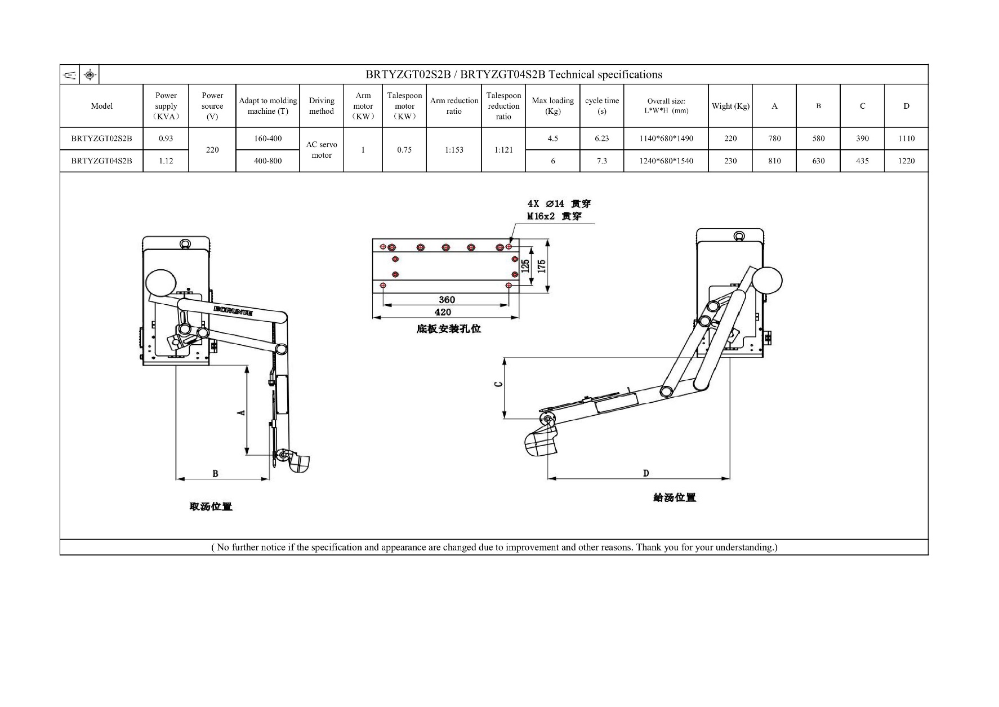 BRTYZGT02S2B / BRTYZGT04S2B Technical specifications
Model
Power supply （KVA）
Power source (V)
Adapt to molding machine (T)
Driving method
Arm motor （KW）
Talespoon motor （KW）
Arm reduction ratio
Talespoon reduction ratio
Max loading (Kg)
cycle time (s)
Overall size: L*W*H (mm)
Wight (Kg)
A
B
C
D
BRTYZGT02S2B
0.93
220
160-400
AC servo motor
1
0.75
1:153
1:121
4.5
6.23
1140*680*1490
220
780
580
390
1110
BRTYZGT04S2B
1.12
400-800
6
7.3
1240*680*1540
230
810
630
435
1220
4X ∅14 贯穿
M16x2 贯穿
125
175
360
420
底板安装孔位
BORUNTE
A
B
取汤位置
C
D
給汤位置
( No further notice if the specification and appearance are changed due to improvement and other reasons. Thank you for your understanding.)